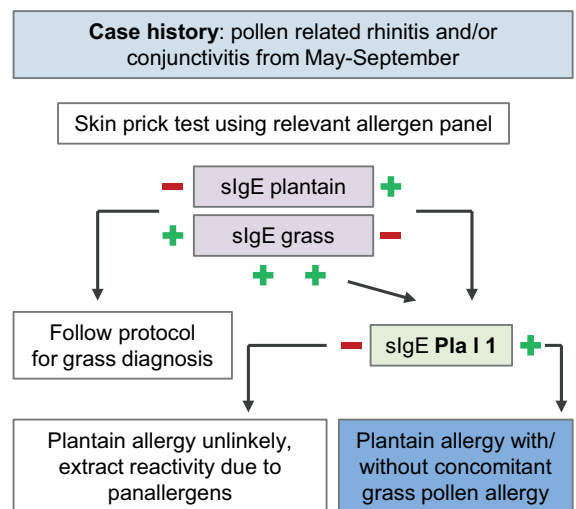 Case history: pollen related rhinitis and/or
conjunctivitis from May-September
Skin prick test using relevant allergen panel
− sIgE plantain +
+ sIgE grass −
+ +
Follow protocol
for grass diagnosis
− sIgE Pla l 1 +
Plantain allergy unlinkely,
extract reactivity due to
panallergens
Plantain allergy with/
without concomitant
grass pollen allergy